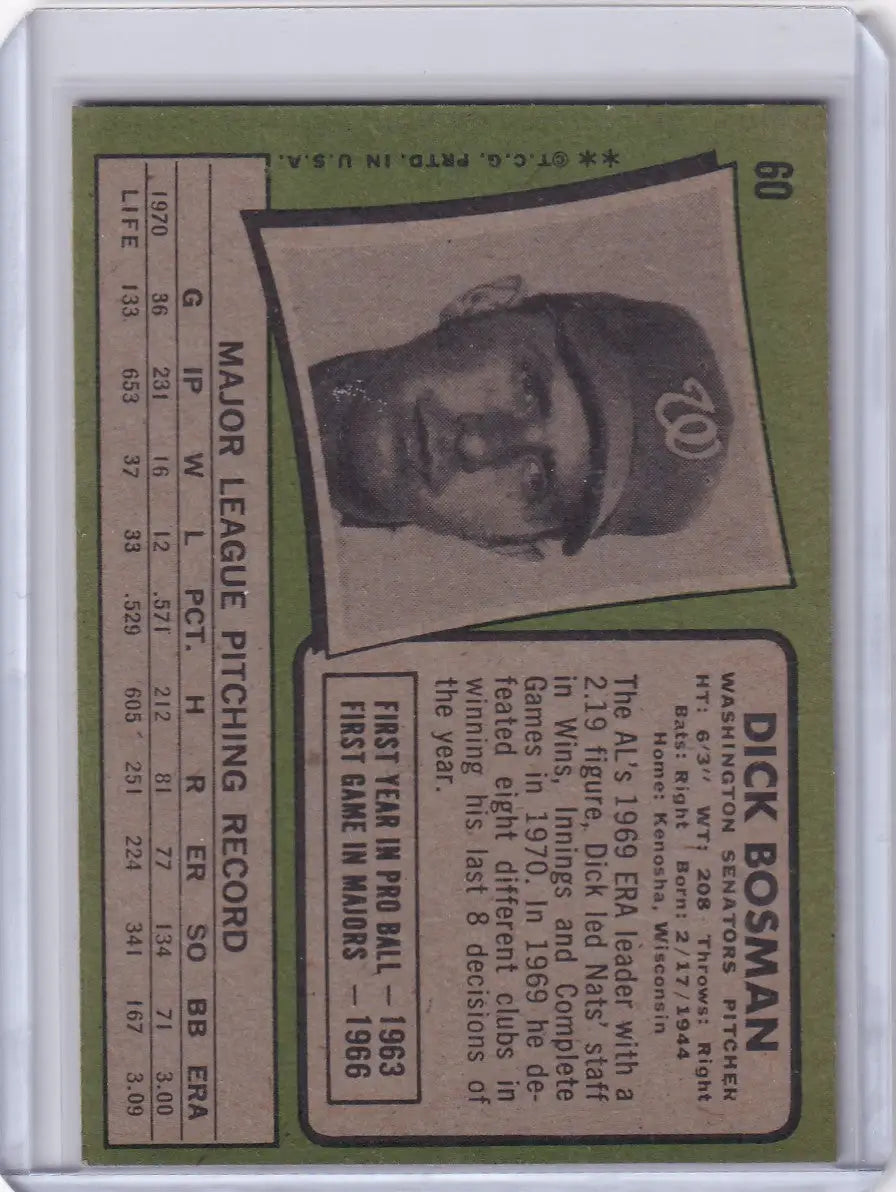 60
** ©T.C.G. PRTD. IN U.S.A.
W
DICK BOSMAN
WASHINGTON SENATORS PITCHER
HT: 6'3" WT: 208 Throws: Right
Bats: Right Born: 2/17/1944
Home: Kenosha, Wisconsin
The AL's 1969 ERA leader with a
2.19 figure, Dick led Nats' staff
in Wins, Innings and Complete
Games in 1970. In 1969 he de-
feated eight different clubs in
winning his last 8 decisions of
the year.
FIRST YEAR IN PRO BALL — 1963
FIRST GAME IN MAJORS — 1966
MAJOR LEAGUE PITCHING RECORD
G IP W L PCT. H R ER SO BB ERA
1970 36 231 16 12 .571 212 81 77 134 71 3.00
LIFE 133 653 37 33 .529 605 251 224 341 167 3.09